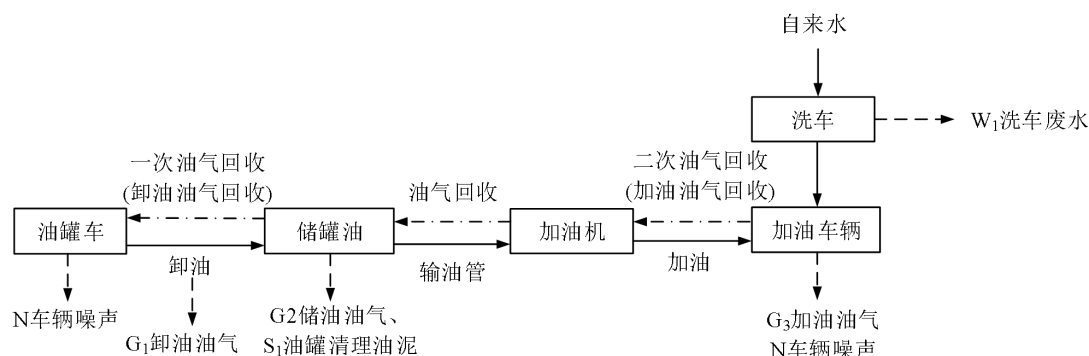 自来水
洗车
W₁洗车废水
一次油气回收
(卸油油气回收)
油气回收
二次油气回收
(加油油气回收)
油罐车
储罐油
加油机
加油车辆
卸油
输油管
加油
N车辆噪声
G₁卸油油气
G2储油油气、
S₁油罐清理油泥
G₃加油油气
N车辆噪声